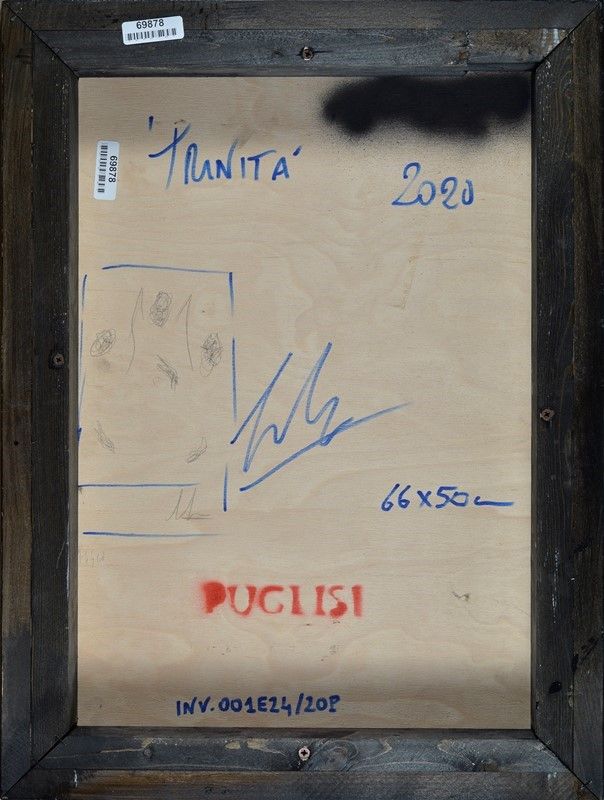 69878
69878
'TRINITA'
2020
66x50cm
PUGLISI
INV.001E24/20P